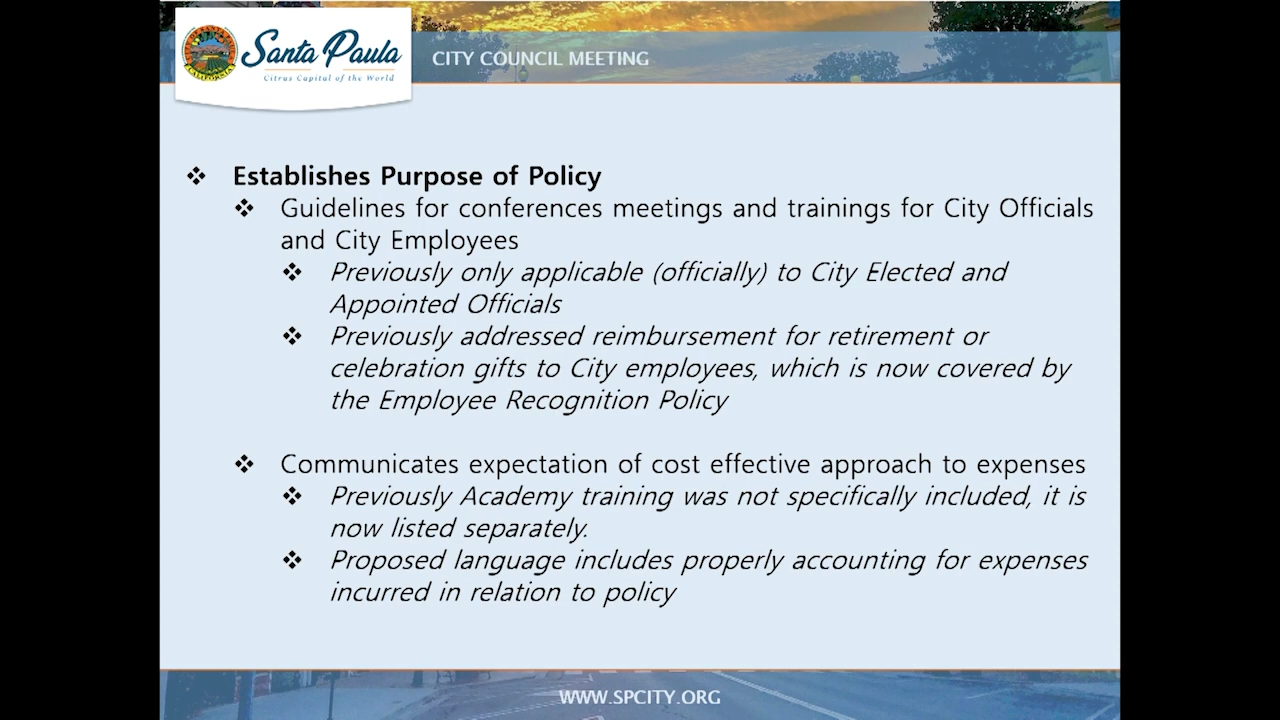 Santa Paula
Citrus Capital of the World
CITY COUNCIL MEETING
❖ Establishes Purpose of Policy
❖ Guidelines for conferences meetings and trainings for City Officials
and City Employees
❖ Previously only applicable (officially) to City Elected and
Appointed Officials
❖ Previously addressed reimbursement for retirement or
celebration gifts to City employees, which is now covered by
the Employee Recognition Policy
❖ Communicates expectation of cost effective approach to expenses
❖ Previously Academy training was not specifically included, it is
now listed separately.
❖ Proposed language includes properly accounting for expenses
incurred in relation to policy
WWW.SPCITY.ORG